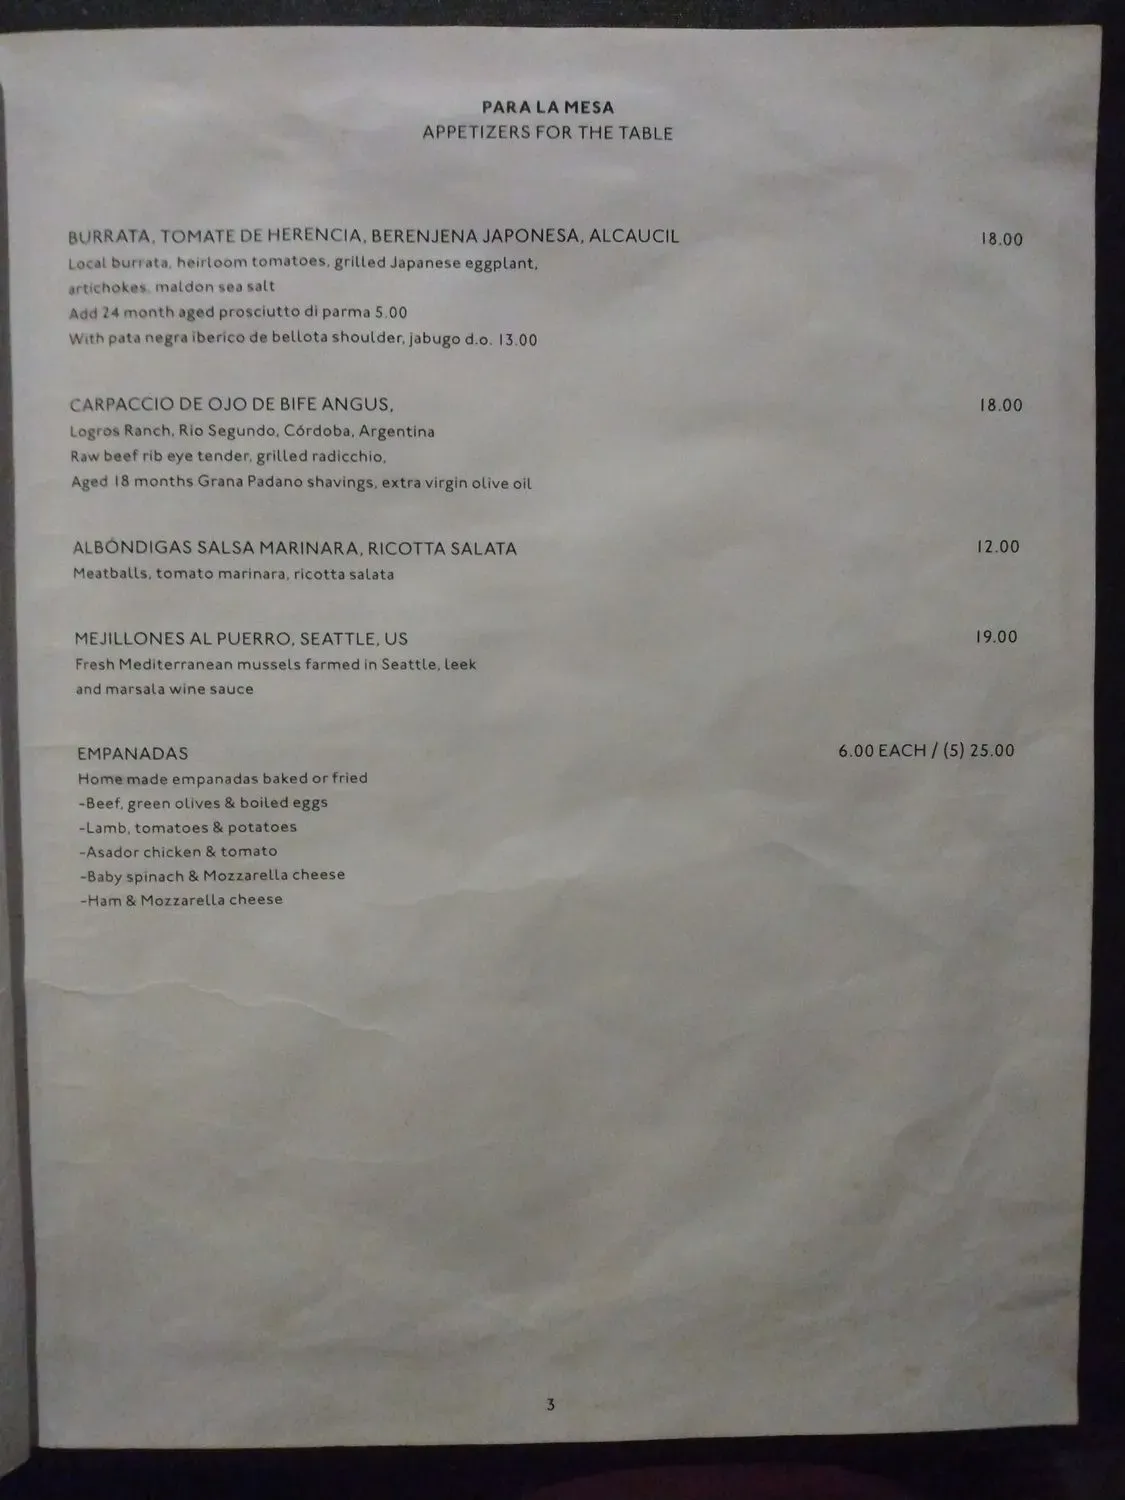 PARA LA MESA
APPETIZERS FOR THE TABLE
BURRATA, TOMATE DE HERENCIA, BERENJENA JAPONESA, ALCAUCIL 18.00
Local burrata, heirloom tomatoes, grilled Japanese eggplant,
artichokes, maldon sea salt
Add 24 month aged prosciutto di parma 5.00
With pata negra iberico de bellota shoulder, jabugo d.o. 13.00
CARPACCIO DE OJO DE BIFE ANGUS, 18.00
Logros Ranch, Rio Segundo, Córdoba, Argentina
Raw beef rib eye tender, grilled radicchio,
Aged 18 months Grana Padano shavings, extra virgin olive oil
ALBÓNDIGAS SALSA MARINARA, RICOTTA SALATA 12.00
Meatballs, tomato marinara, ricotta salata
MEJILLONES AL PUERRO, SEATTLE, US 19.00
Fresh Mediterranean mussels farmed in Seattle, leek
and marsala wine sauce
EMPANADAS 6.00 EACH / (5) 25.00
Home made empanadas baked or fried
-Beef, green olives & boiled eggs
-Lamb, tomatoes & potatoes
-Asador chicken & tomato
-Baby spinach & Mozzarella cheese
-Ham & Mozzarella cheese
3